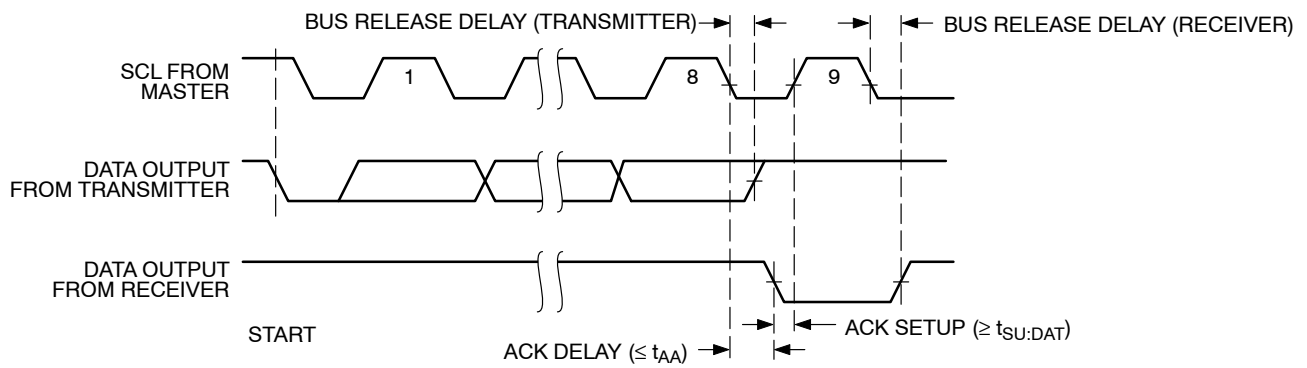 BUS RELEASE DELAY (TRANSMITTER)
BUS RELEASE DELAY (RECEIVER)
SCL FROM
MASTER
1
8
9
DATA OUTPUT
FROM TRANSMITTER
DATA OUTPUT
FROM RECEIVER
START
ACK SETUP (≥ tSU:DAT)
ACK DELAY (≤ tAA)